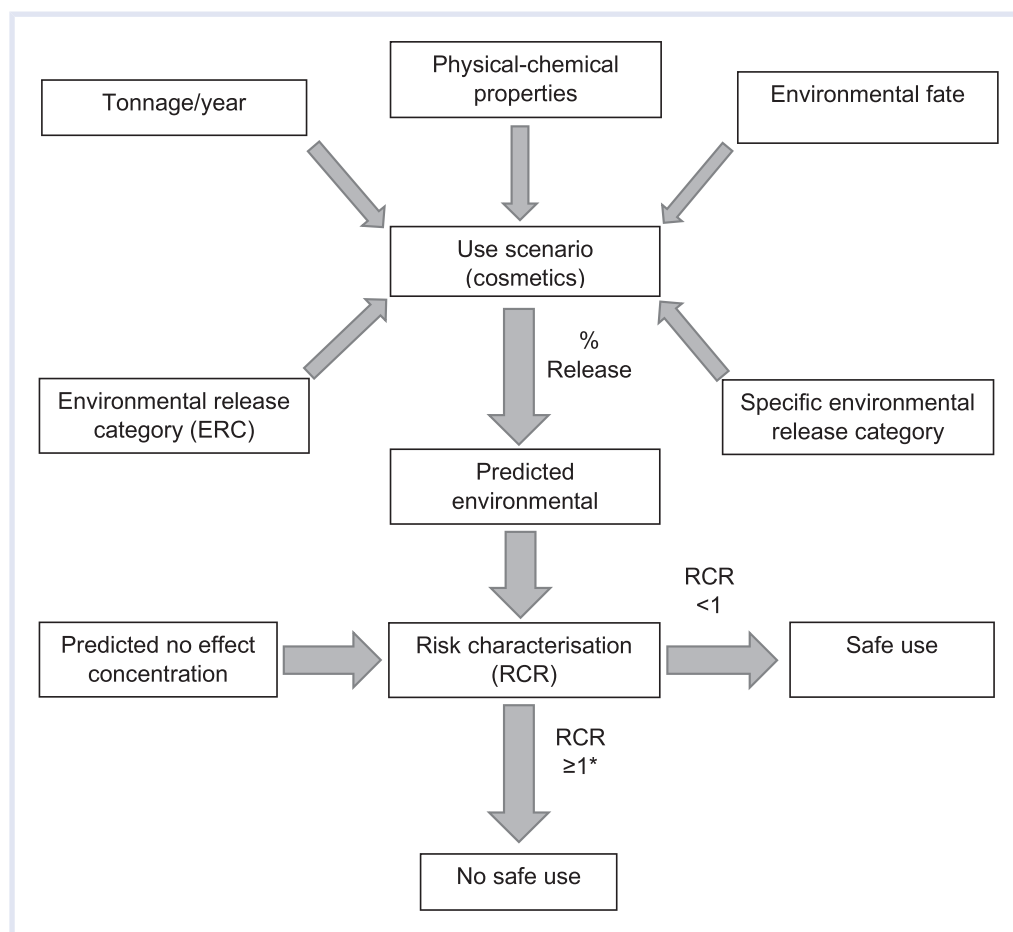 Physical-chemical
properties
Tonnage/year
Environmental fate
Use scenario
(cosmetics)
%
Release
Environmental release
category (ERC)
Specific environmental
release category
Predicted
environmental
RCR
<1
Predicted no effect
concentration
Risk characterisation
(RCR)
Safe use
RCR
≥1*
No safe use